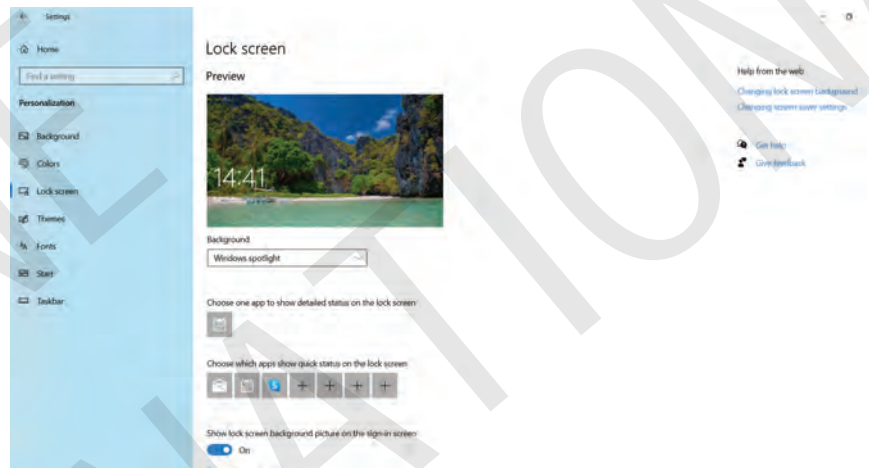 Settings
Home
Find a setting
Personalization
Background
Colors
Lock screen
Themes
Fonts
Start
Taskbar
Lock screen
Preview
14:41
Background
Windows spotlight
Choose one app to show detailed status on the lock screen
Choose which apps show quick status on the lock screen
Show lock screen background picture on the sign-in screen
On
Help from the web
Changing lock screen background
Changing screen saver settings
Get help
Give feedback